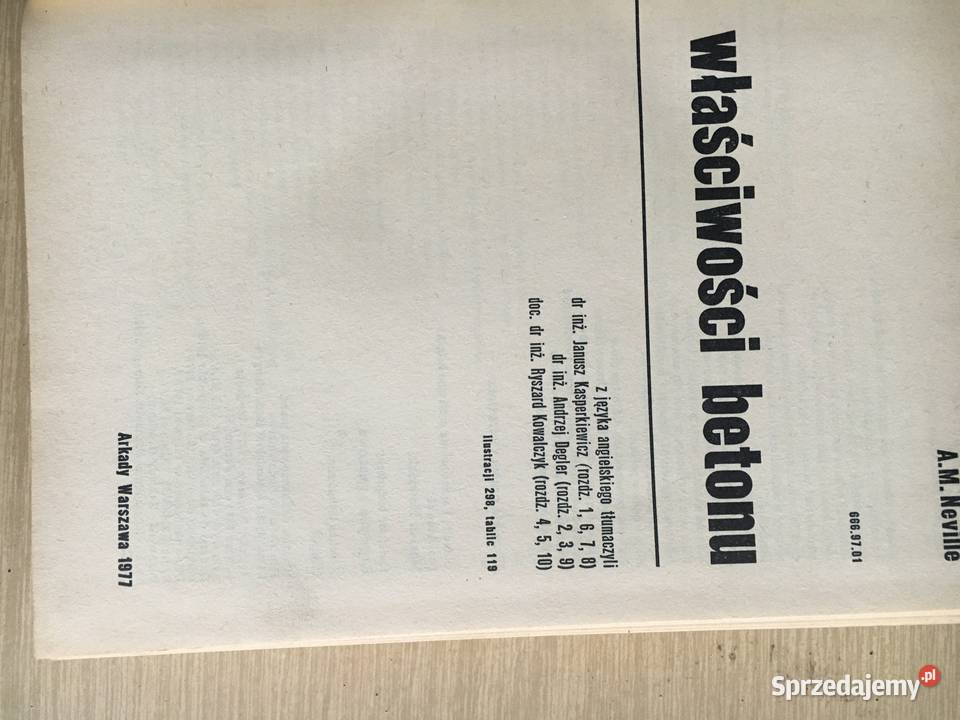 A.M. Neville
666.97.01
właściwości betonu
z języka angielskiego tłumaczyli
dr inż. Janusz Kasperkiewicz (rozdz. 1, 6, 7, 8)
dr inż. Andrzej Degler (rozdz. 2, 3, 9)
doc. dr inż. Ryszard Kowalczyk (rozdz. 4, 5, 10)
Ilustracji 298, tablic 119
Arkady Warszawa 1977
Sprzedajemy.pl